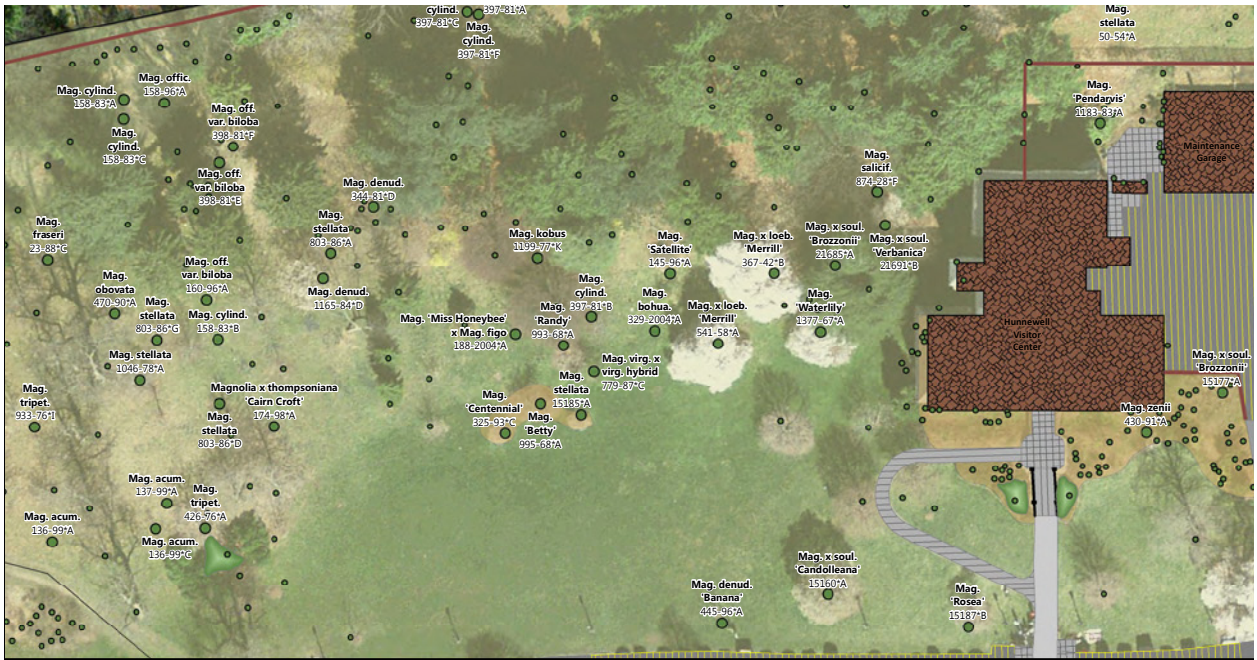 cylind.
397-81*C
397-81*A
Mag.
cylind.
397-81*F
Mag.
stellata
50-54*A
Mag. cylind.
158-83*A
Mag. offic.
158-96*A
Mag.
cylind.
158-83*C
Mag. off.
var. biloba
398-81*F
Mag. off.
var. biloba
398-81*E
Mag.
'Pendarvis'
1183-83*A
Maintenance
Garage
Mag. denud.
344-81*D
Mag.
salicif.
874-28*F
Mag.
fraseri
23-88*C
Mag.
stellata
803-86*A
Mag. kobus
1199-77*K
Mag.
'Satellite'
145-96*A
Mag. x loeb.
'Merrill'
367-42*B
Mag. x soul.
'Brozzonii'
21685*A
Mag. x soul.
'Verbanica'
21691*B
Mag.
obovata
470-90*A
Mag. off.
var. biloba
160-96*A
Mag. denud.
1165-84*D
Mag.
cylind.
397-81*B
Mag.
bohua.
329-2004*A
Mag. x loeb.
'Merrill'
541-58*A
Mag.
'Waterlily'
1377-67*A
Mag.
stellata
803-86*G
Mag. cylind.
158-83*B
Mag. 'Miss Honeybee'
x Mag. figo
188-2004*A
Mag.
'Randy'
993-68*A
Hunnewell
Visitor
Center
Mag. stellata
1046-78*A
Mag. virg. x
virg. hybrid
779-87*C
Mag. x soul.
'Brozzonii'
15177*A
Mag.
tripet.
933-76*I
Magnolia x thompsoniana
'Cairn Croft'
174-98*A
Mag.
stellata
803-86*D
Mag.
'Centennial'
325-93*C
Mag.
stellata
15185*A
Mag.
'Betty'
995-68*A
Mag. zenii
430-91*A
Mag. acum.
137-99*A
Mag.
tripet.
426-76*A
Mag. acum.
136-99*A
Mag. acum.
136-99*C
Mag. x soul.
'Candolleana'
15160*A
Mag. denud.
'Banana'
445-96*A
Mag.
'Rosea'
15187*B